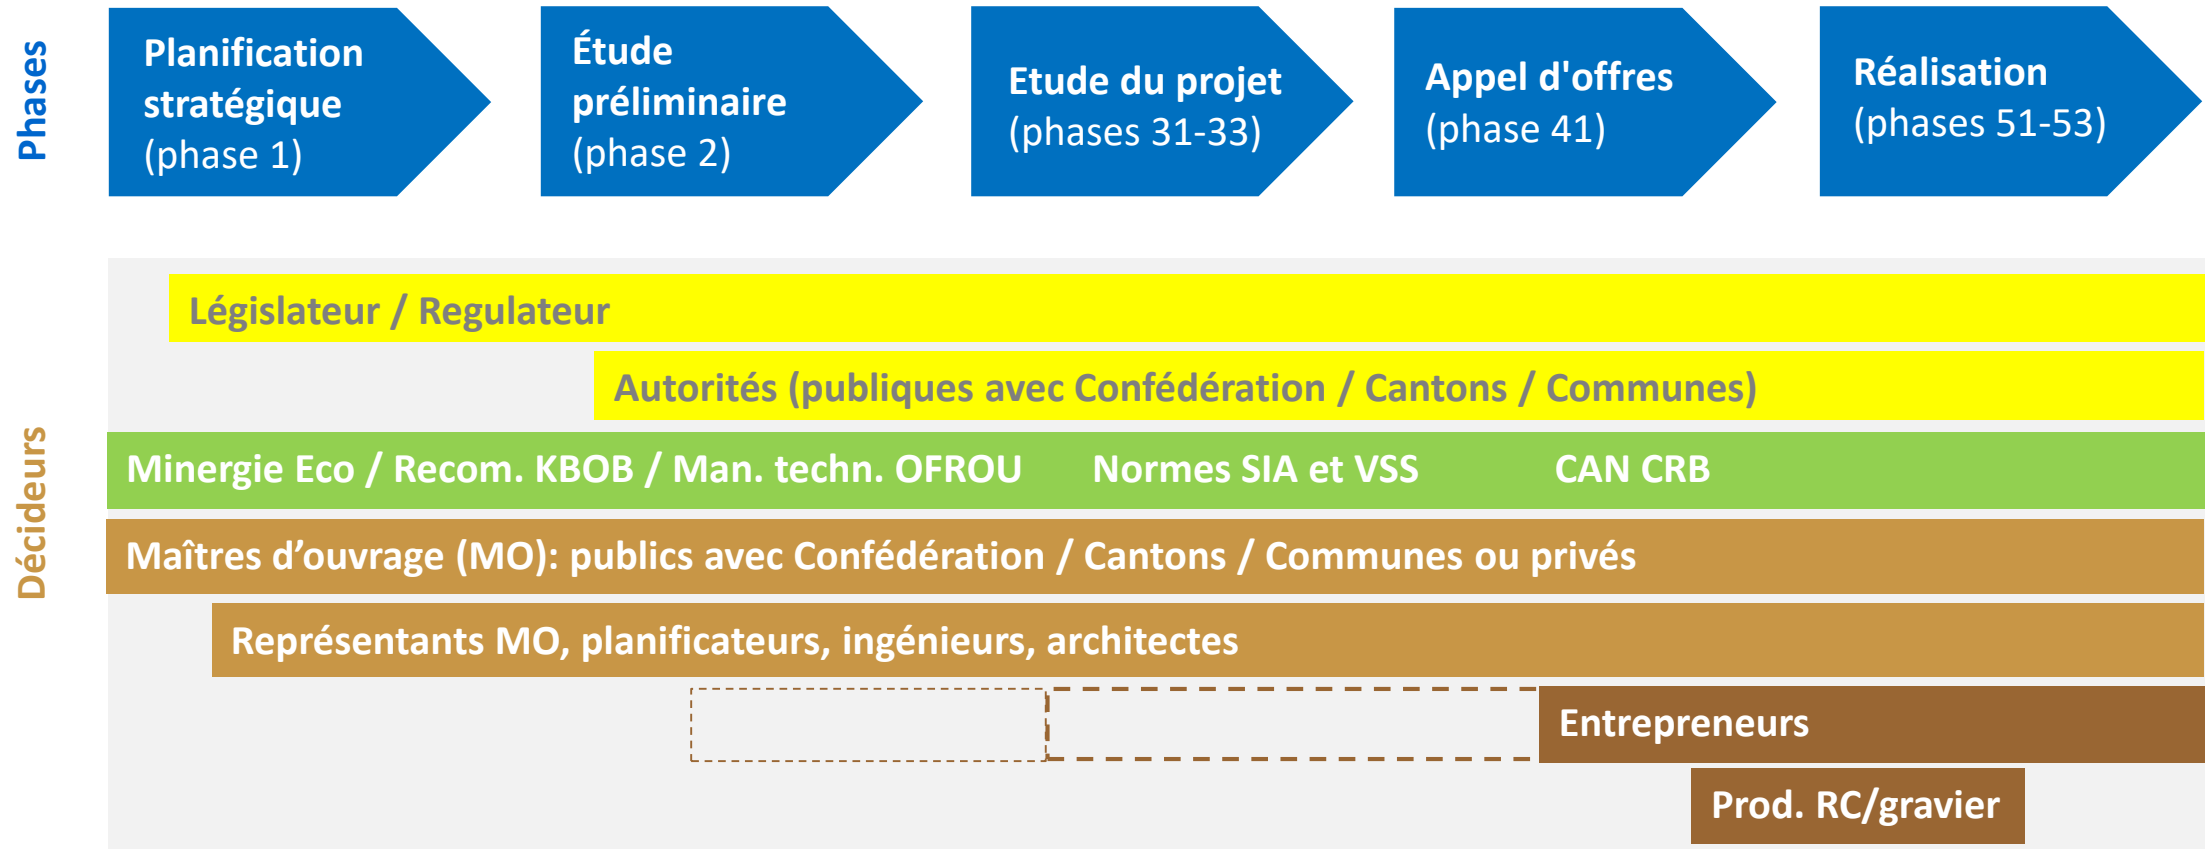 Phases
Planification
stratégique
(phase 1)
Étude
préliminaire
(phase 2)
Etude du projet
(phases 31-33)
Appel d'offres
(phase 41)
Réalisation
(phases 51-53)
Décideurs
Législateur / Regulateur
Autorités (publiques avec Confédération / Cantons / Communes)
Minergie Eco / Recom. KBOB / Man. techn. OFROU Normes SIA et VSS CAN CRB
Maîtres d’ouvrage (MO): publics avec Confédération / Cantons / Communes ou privés
Représentants MO, planificateurs, ingénieurs, architectes
Entrepreneurs
Prod. RC/gravier